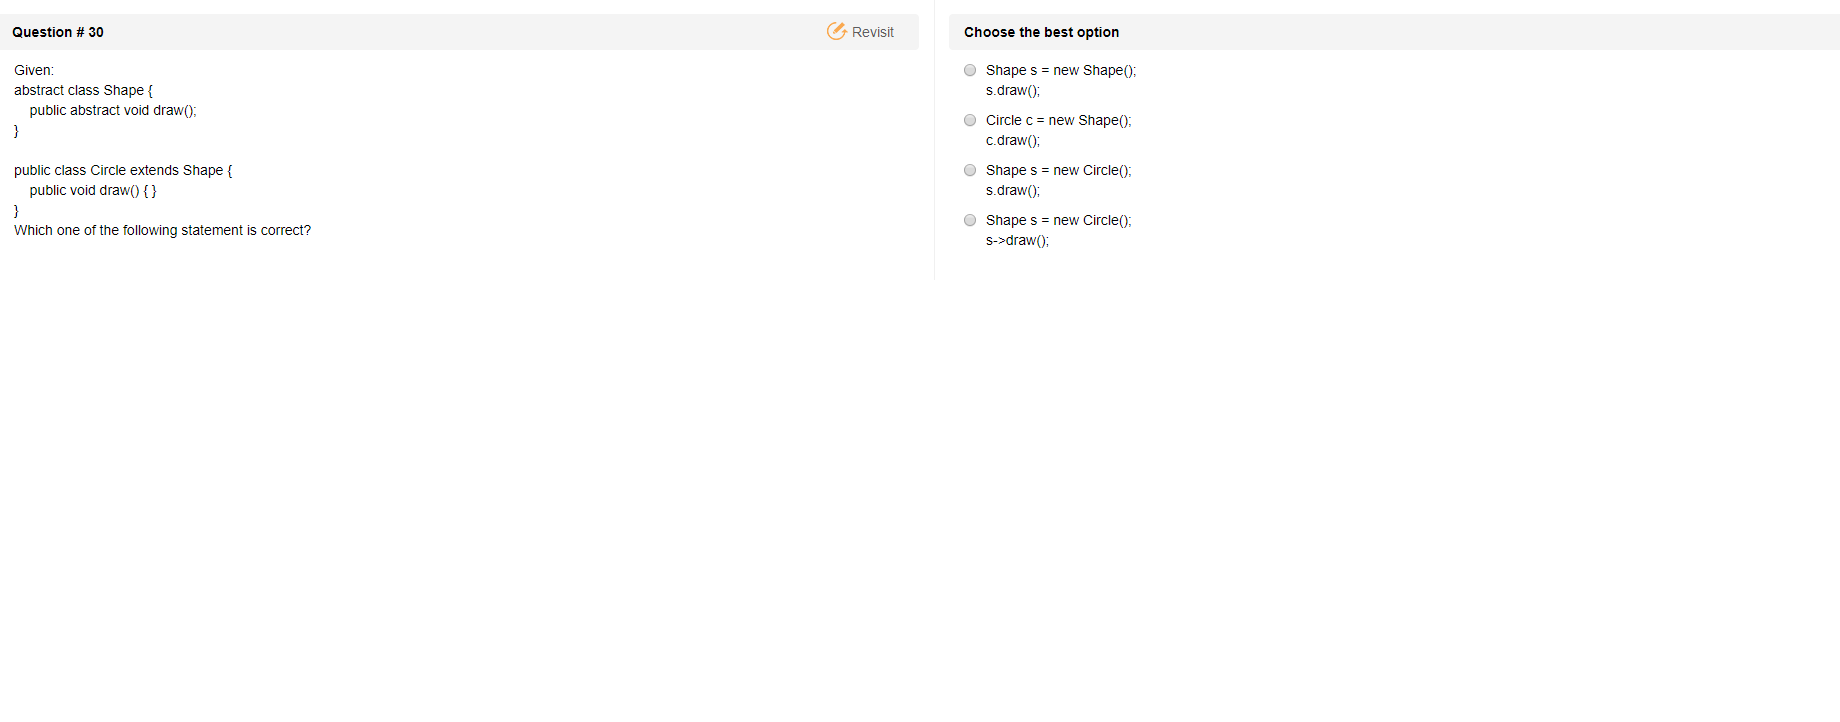 Question # 30
Revisit
Given:
abstract class Shape {
public abstract void draw();
}
public class Circle extends Shape {
public void draw() { }
}
Which one of the following statement is correct?
Choose the best option
Shape s = new Shape();
s.draw();
Circle c = new Shape();
c.draw();
Shape s = new Circle();
s.draw();
Shape s = new Circle();
s->draw();